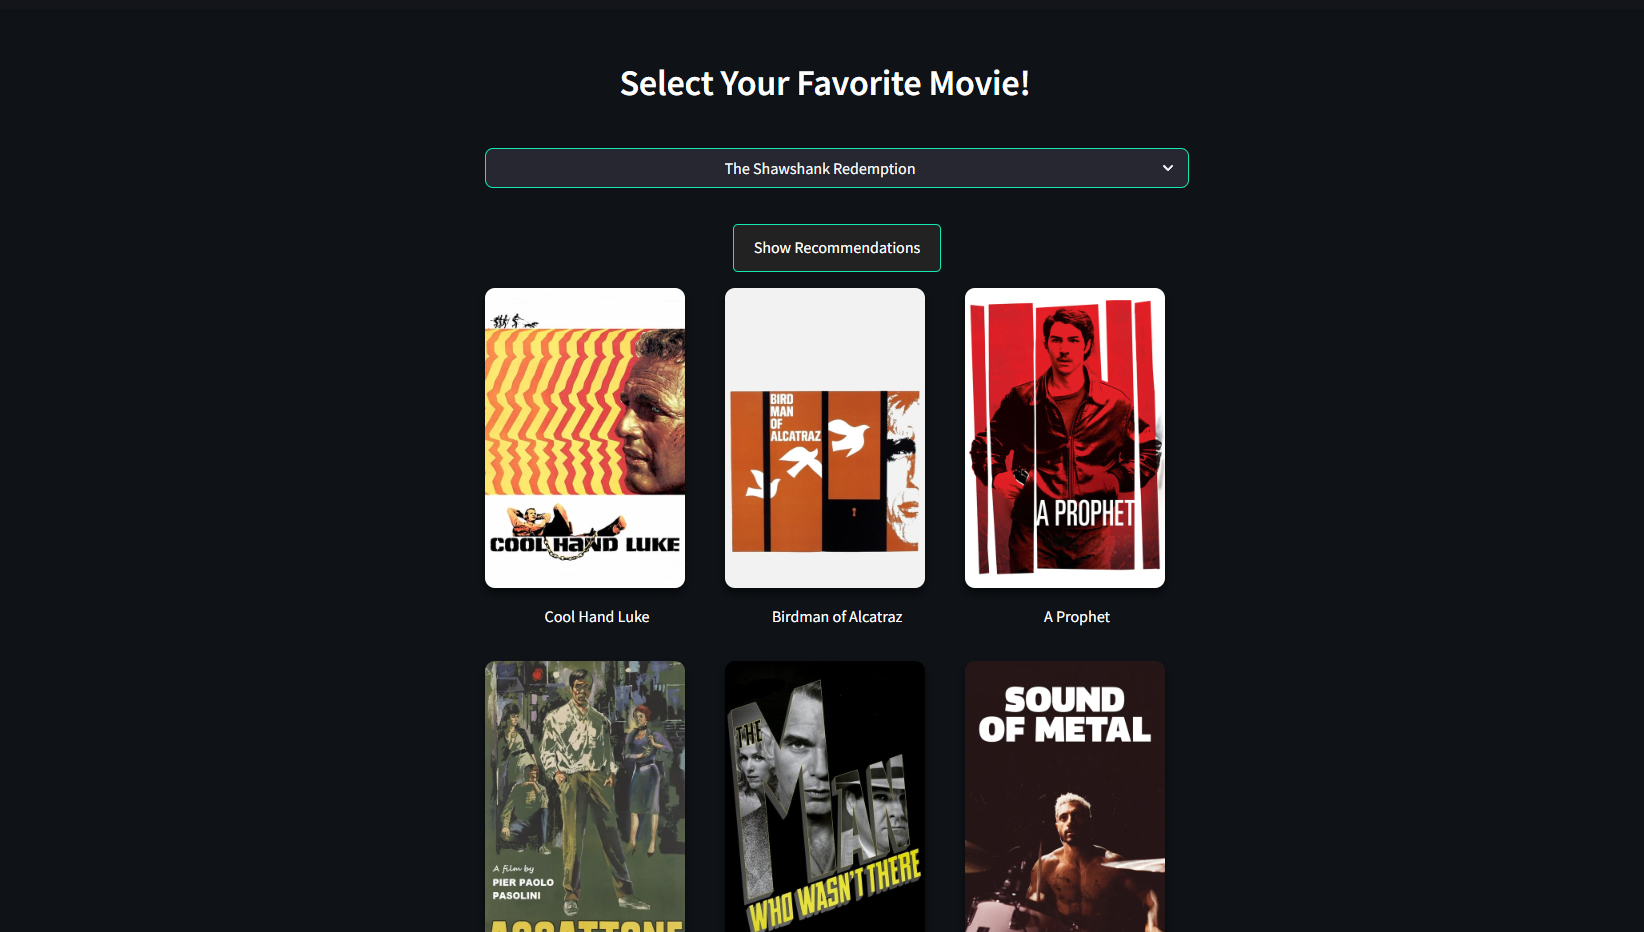 Select Your Favorite Movie!
The Shawshank Redemption
Show Recommendations
COOL HAND LUKE
BIRD
MAN
OF
ALCATRAZ
A PROPHET
Cool Hand Luke
Birdman of Alcatraz
A Prophet
A film by
PIER PAOLO
PASOLINI
ACCATTONE
THE
MAN
WHO WASN'T THERE
SOUND
OF METAL